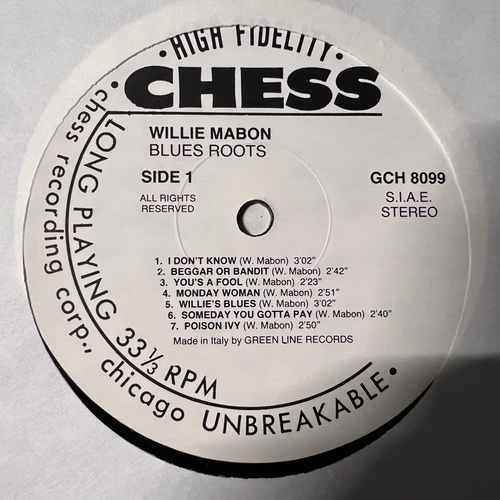 • HIGH FIDELITY •
CHESS
WILLIE MABON
BLUES ROOTS
SIDE 1
GCH 8099
ALL RIGHTS
RESERVED
S.I.A.E.
STEREO
1. I DON'T KNOW (W. Mabon) 3'02"
2. BEGGAR OR BANDIT (W. Mabon) 2'42"
3. YOU'S A FOOL (W. Mabon) 2'23"
4. MONDAY WOMAN (W. Mabon) 2'51"
5. WILLIE'S BLUES (W. Mabon) 3'02"
6. SOMEDAY YOU GOTTA PAY (W. Mabon) 2'40"
7. POISON IVY (W. Mabon) 2'50"
Made in Italy by GREEN LINE RECORDS
LONG PLAYING 33 1/3 RPM UNBREAKABLE •
• chess recording corp., chicago •